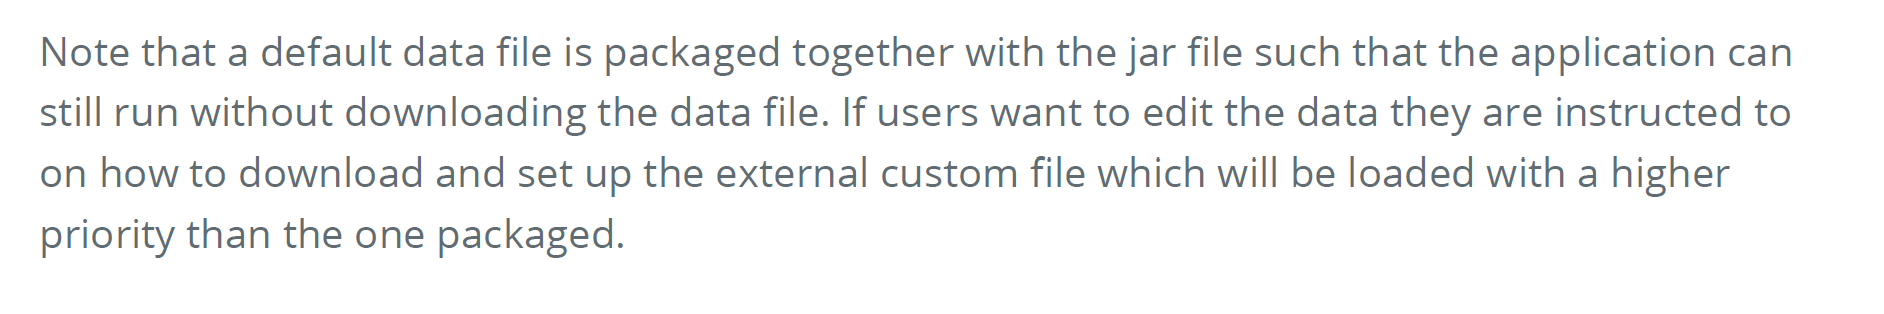 Note that a default data file is packaged together with the jar file such that the application can
still run without downloading the data file. If users want to edit the data they are instructed to
on how to download and set up the external custom file which will be loaded with a higher
priority than the one packaged.